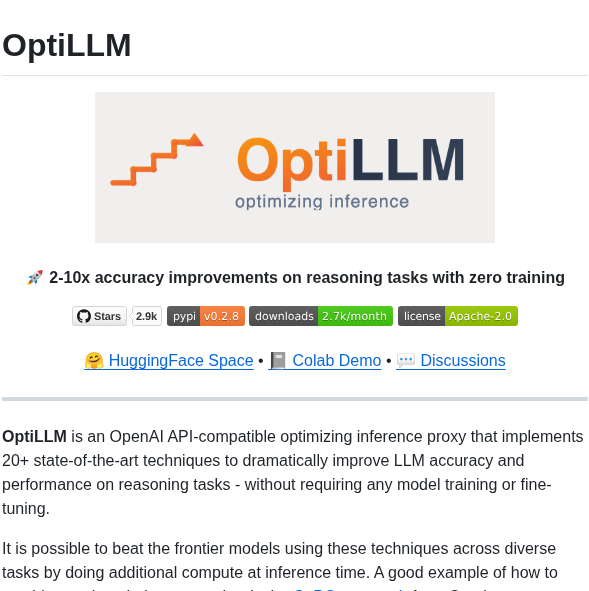 OptiLLM
OptiLLM
optimizing inference
🚀 2-10x accuracy improvements on reasoning tasks with zero training
Stars 2.9k pypi v0.2.8 downloads 2.7k/month license Apache-2.0
🤗 HuggingFace Space • 📓 Colab Demo • 💬 Discussions
OptiLLM is an OpenAI API-compatible optimizing inference proxy that implements
20+ state-of-the-art techniques to dramatically improve LLM accuracy and
performance on reasoning tasks - without requiring any model training or fine-
tuning.
It is possible to beat the frontier models using these techniques across diverse
tasks by doing additional compute at inference time. A good example of how to